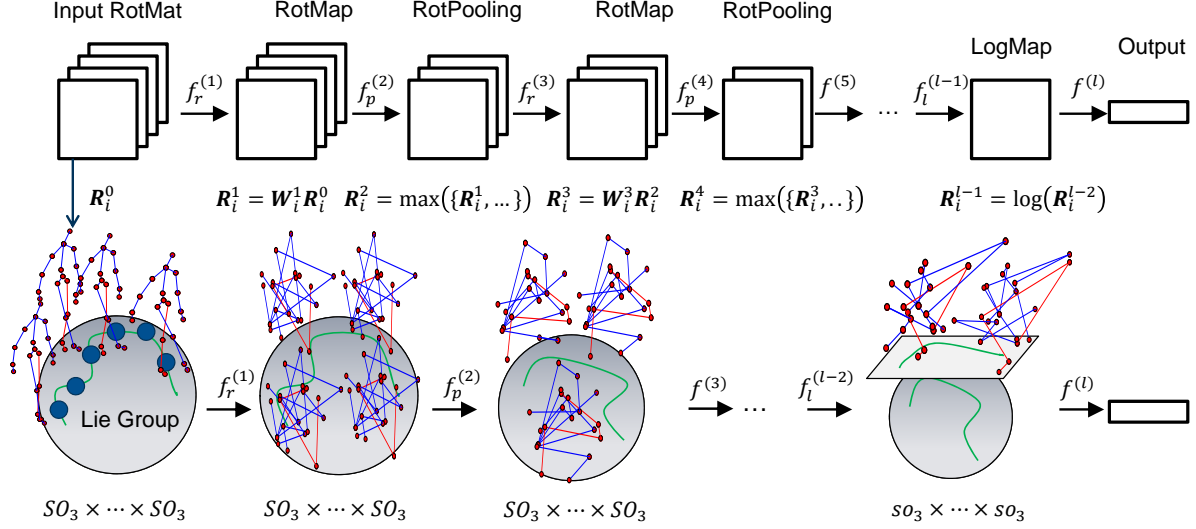 Input RotMat RotMap RotPooling RotMap RotPooling
LogMap Output
f_r^{(1)} f_p^{(2)} f_r^{(3)} f_p^{(4)} f^{(5)} ⋯ f_l^{(l−1)} f^{(l)}
R_i^0 R_i^1 = W_i^1 R_i^0 R_i^2 = max({R_i^1, …}) R_i^3 = W_i^3 R_i^2 R_i^4 = max({R_i^3, . . }) R_i^{l−1} = log(R_i^{l−2})
Lie Group f_r^{(1)} f_p^{(2)} f^{(3)} ⋯ f_l^{(l−2)} f^{(l)}
SO_3 × ⋯ × SO_3 SO_3 × ⋯ × SO_3 SO_3 × ⋯ × SO_3 so_3 × ⋯ × so_3